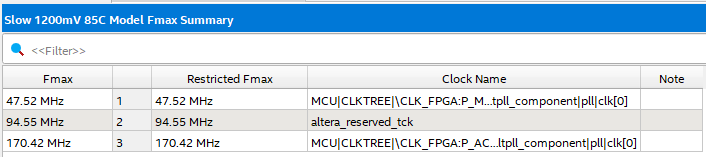 Slow 1200mV 85C Model Fmax Summary
<<Filter>>
Fmax Restricted Fmax Clock Name Note
47.52 MHz 1 47.52 MHz MCU|CLKTREE|\CLK_FPGA:P_M...tpll_component|pll|clk[0]
94.55 MHz 2 94.55 MHz altera_reserved_tck
170.42 MHz 3 170.42 MHz MCU|CLKTREE|\CLK_FPGA:P_AC...ltpll_component|pll|clk[0]